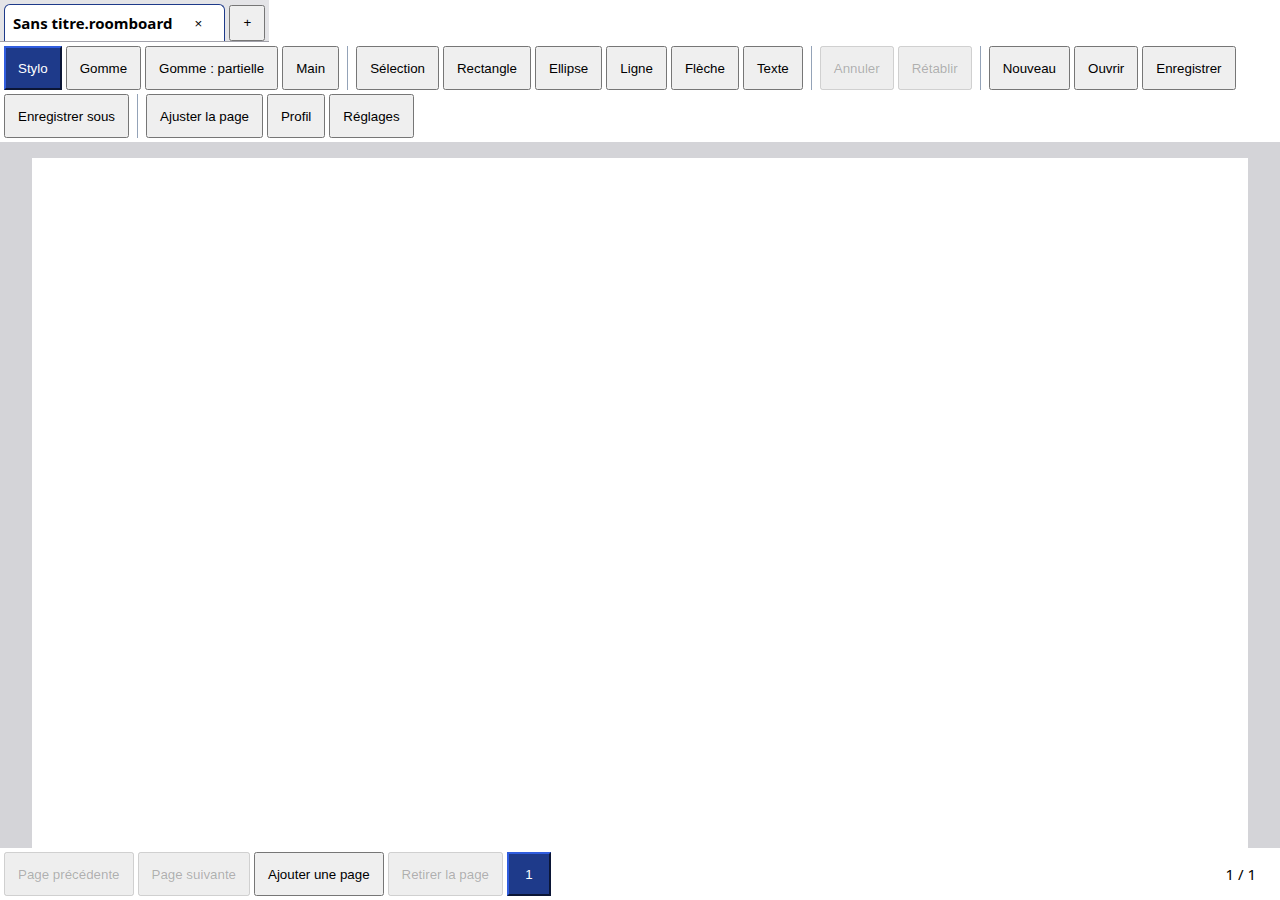 Sans titre.roomboard × +
Stylo Gomme Gomme : partielle Main Sélection Rectangle Ellipse Ligne Flèche Texte Annuler Rétablir Nouveau Ouvrir Enregistrer
Enregistrer sous Ajuster la page Profil Réglages
Page précédente Page suivante Ajouter une page Retirer la page 1 1 / 1